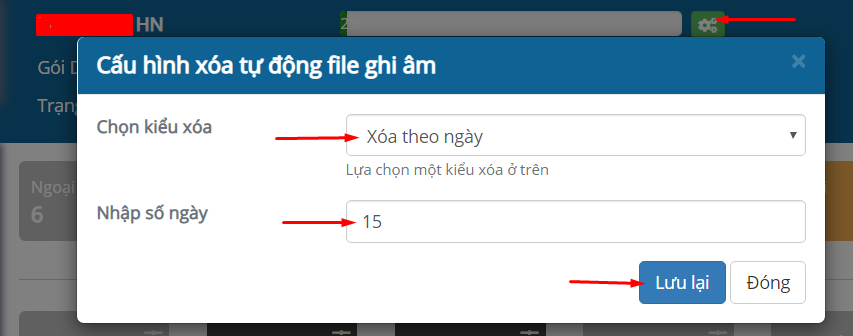 HN
2
Gói D
Trạng
Cấu hình xóa tự động file ghi âm
×
Chọn kiểu xóa
Xóa theo ngày
Lựa chọn một kiểu xóa ở trên
Ngoại
6
Nhập số ngày
15
Lưu lại
Đóng